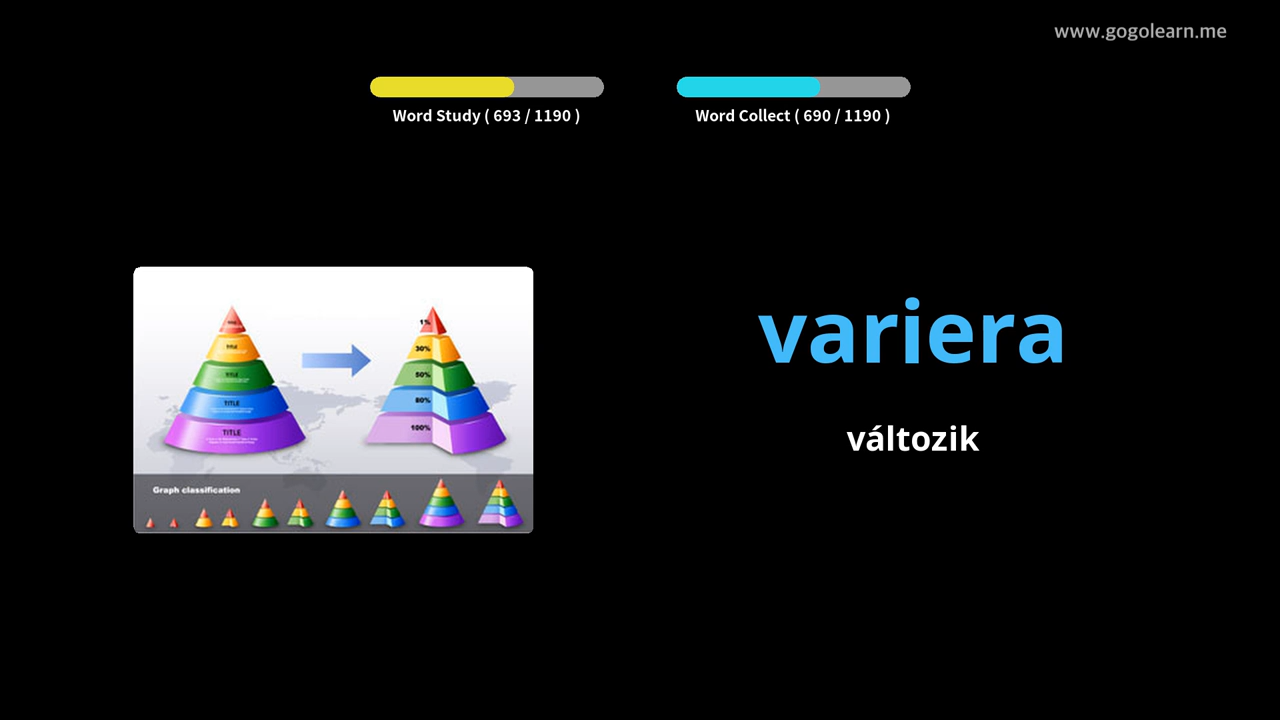 www.gogolearn.me
Word Study ( 693 / 1190 )
Word Collect ( 690 / 1190 )
variera
változik
TITLE
TITLE
TITLE
TITLE
1%
30%
50%
80%
100%
Graph classification